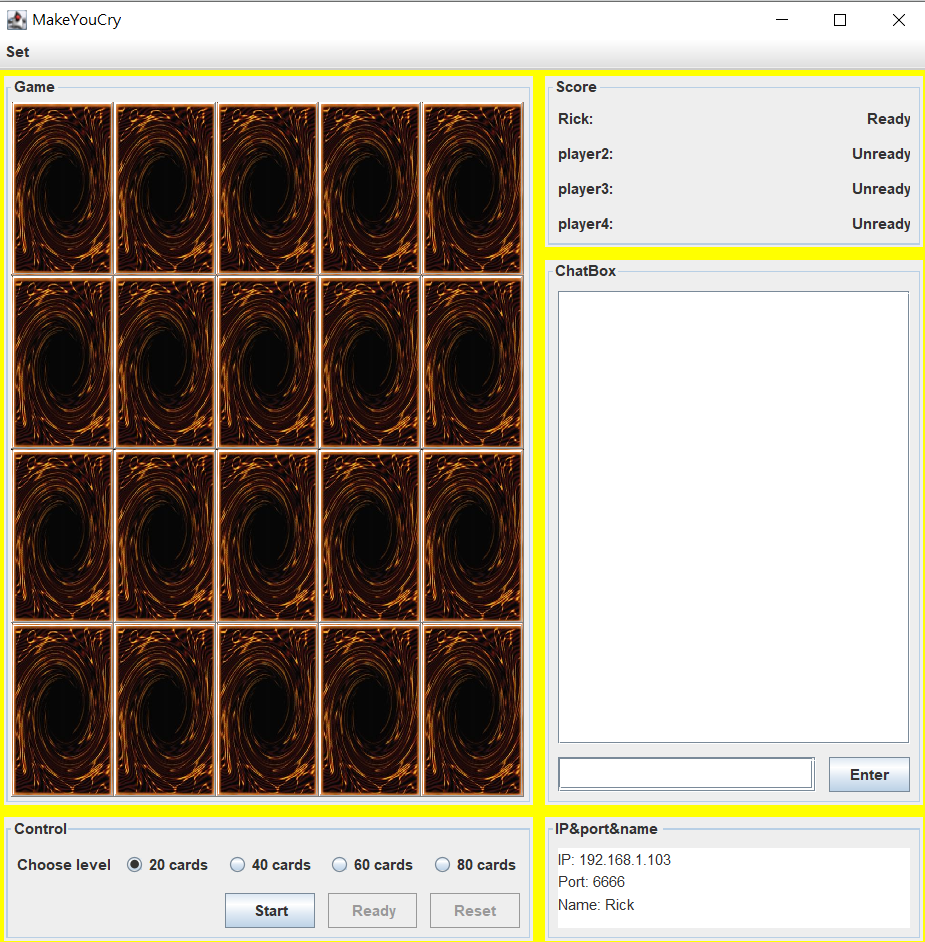 MakeYouCry
Set
Game
Score
Rick: Ready
player2: Unready
player3: Unready
player4: Unready
ChatBox
Enter
Control
Choose level 20 cards 40 cards 60 cards 80 cards
Start Ready Reset
IP&port&name
IP: 192.168.1.103
Port: 6666
Name: Rick